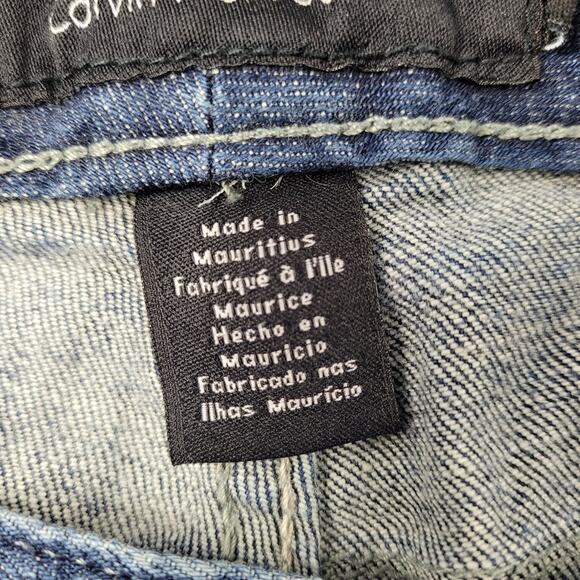 Made in
Mauritius
Fabriqué à l'Ile
Maurice
Hecho en
Mauricio
Fabricado nas
Ilhas Maurício